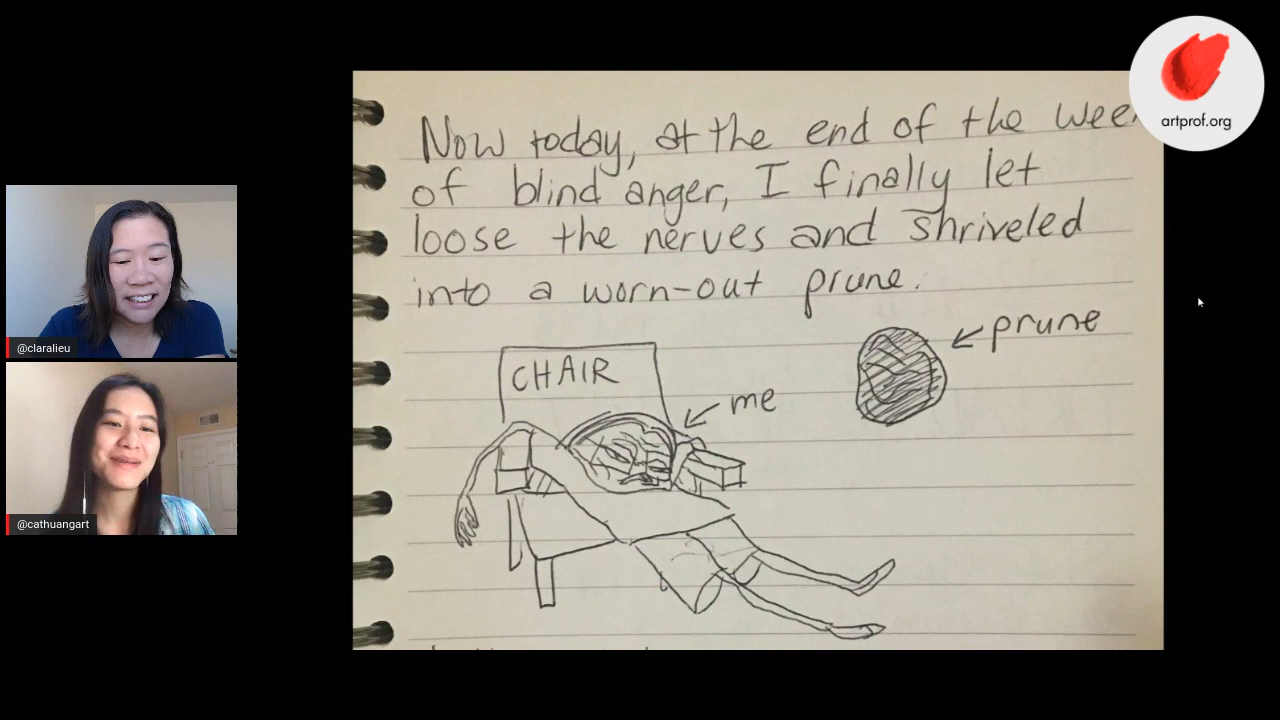 artprof.org
Now today, at the end of the wee
of blind anger, I finally let
loose the nerves and shriveled
into a worn-out prune.
prune
CHAIR
me
@claralieu
@cathuangart